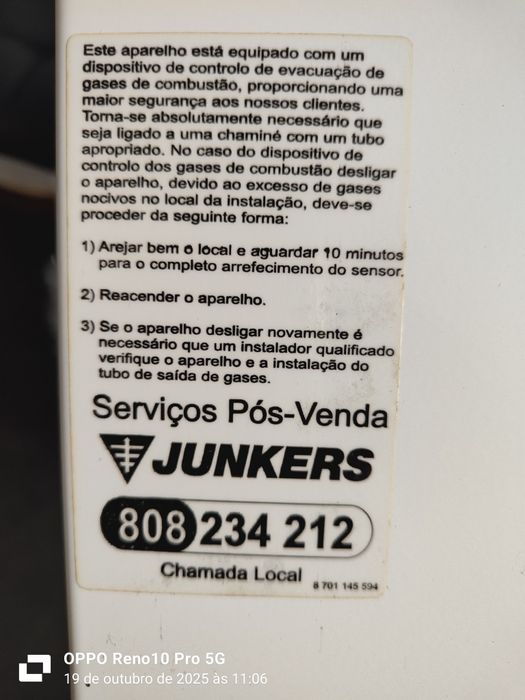 Este aparelho está equipado com um
dispositivo de controlo de evacuação de
gases de combustão, proporcionando uma
maior segurança aos nossos clientes.
Torna-se absolutamente necessário que
seja ligado a uma chaminé com um tubo
apropriado. No caso do dispositivo de
controlo dos gases de combustão desligar
o aparelho, devido ao excesso de gases
nocivos no local da instalação, deve-se
proceder da seguinte forma:
1) Arejar bem o local e aguardar 10 minutos
para o completo arrefecimento do sensor.
2) Reacender o aparelho.
3) Se o aparelho desligar novamente é
necessário que um instalador qualificado
verifique o aparelho e a instalação do
tubo de saída de gases.
Serviços Pós-Venda
JUNKERS
808 234 212
Chamada Local
8 701 145 594
OPPO Reno10 Pro 5G
19 de outubro de 2025 às 11:06